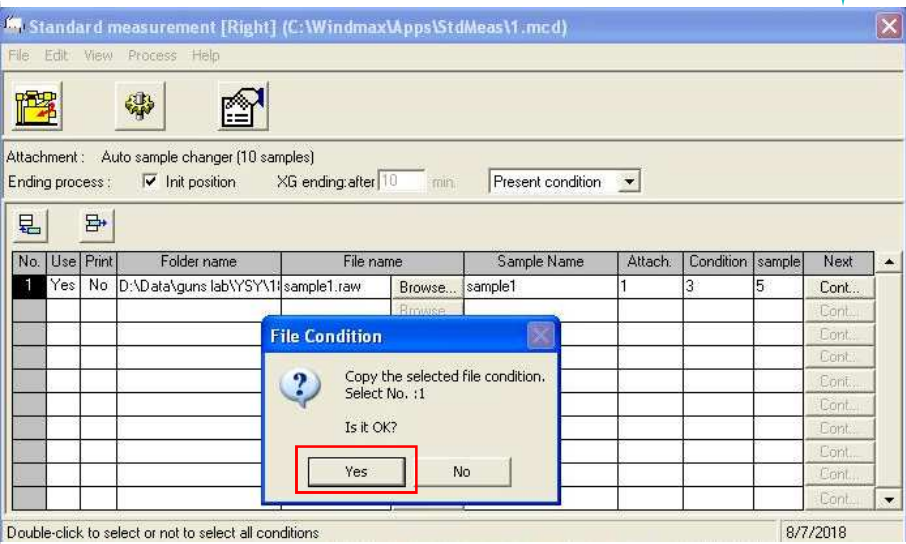 Standard measurement [Right] (C:\Windmax\Apps\StdMeas\1.mcd)
File Edit View Process Help
Attachment : Auto sample changer (10 samples)
Ending process : Init position XG ending:after 10 min. Present condition
No. Use Print Folder name File name Sample Name Attach. Condition sample Next
1 Yes No D:\Data\guns lab\YSY\1 sample1.raw Browse... sample1 1 3 5 Cont...
Browse... Cont...
File Condition
Cont...
Copy the selected file condition.
Cont...
Select No. :1
Cont...
Is it OK?
Cont...
Cont...
Yes No
Cont...
Cont...
Cont...
Double-click to select or not to select all conditions 8/7/2018